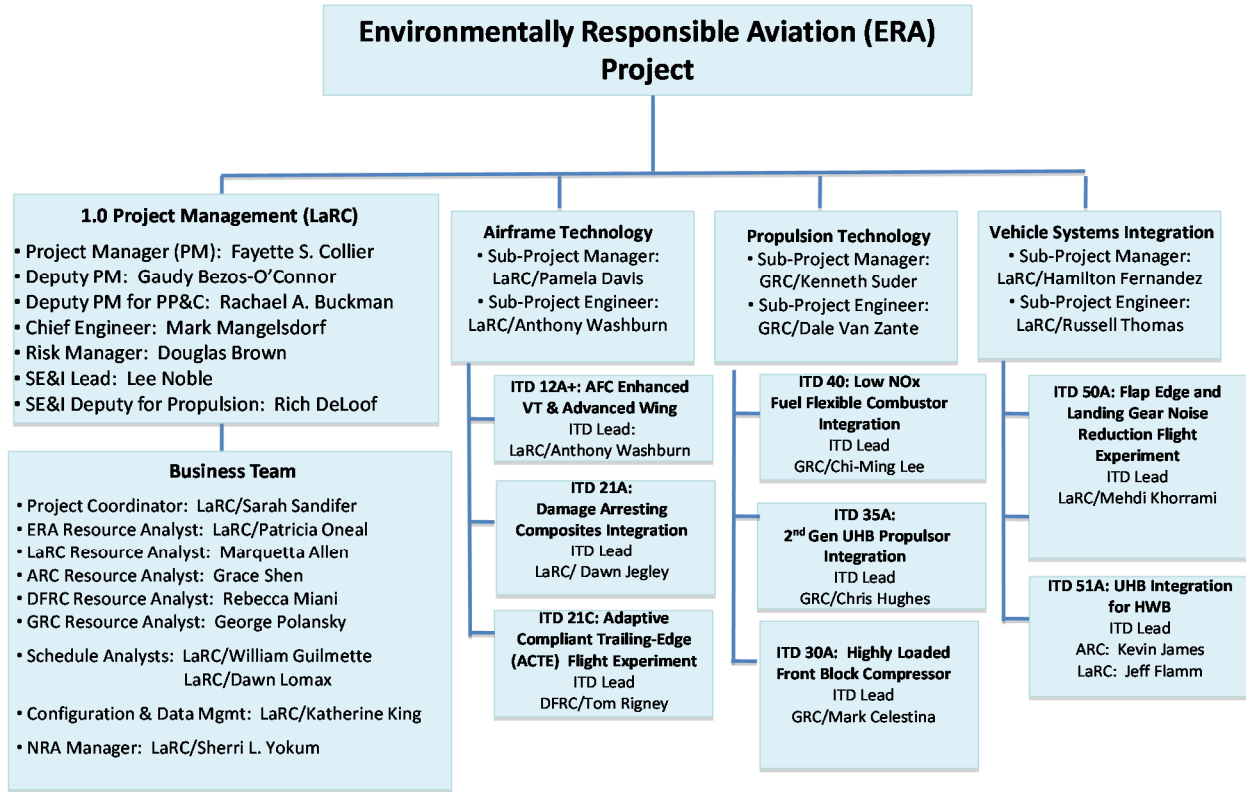 Environmentally Responsible Aviation (ERA)
Project
1.0 Project Management (LaRC)
• Project Manager (PM): Fayette S. Collier
• Deputy PM: Gaudy Bezos-O’Connor
• Deputy PM for PP&C: Rachael A. Buckman
• Chief Engineer: Mark Mangelsdorf
• Risk Manager: Douglas Brown
• SE&I Lead: Lee Noble
• SE&I Deputy for Propulsion: Rich DeLoof
Business Team
• Project Coordinator: LaRC/Sarah Sandifer
• ERA Resource Analyst: LaRC/Patricia Oneal
• LaRC Resource Analyst: Marquetta Allen
• ARC Resource Analyst: Grace Shen
• DFRC Resource Analyst: Rebecca Miani
• GRC Resource Analyst: George Polansky
• Schedule Analysts: LaRC/William Guilmette
LaRC/Dawn Lomax
• Configuration & Data Mgmt: LaRC/Katherine King
• NRA Manager: LaRC/Sherri L. Yokum
Airframe Technology
• Sub-Project Manager:
LaRC/Pamela Davis
• Sub-Project Engineer:
LaRC/Anthony Washburn
ITD 12A+: AFC Enhanced
VT & Advanced Wing
ITD Lead:
LaRC/Anthony Washburn
ITD 21A:
Damage Arresting
Composites Integration
ITD Lead
LaRC/ Dawn Jegley
ITD 21C: Adaptive
Compliant Trailing-Edge
(ACTE) Flight Experiment
ITD Lead
DFRC/Tom Rigney
Propulsion Technology
• Sub-Project Manager:
GRC/Kenneth Suder
• Sub-Project Engineer:
GRC/Dale Van Zante
ITD 40: Low NOx
Fuel Flexible Combustor
Integration
ITD Lead
GRC/Chi-Ming Lee
ITD 35A:
2nd Gen UHB Propulsor
Integration
ITD Lead
GRC/Chris Hughes
ITD 30A: Highly Loaded
Front Block Compressor
ITD Lead
GRC/Mark Celestina
Vehicle Systems Integration
• Sub-Project Manager:
LaRC/Hamilton Fernandez
• Sub-Project Engineer:
LaRC/Russell Thomas
ITD 50A: Flap Edge and
Landing Gear Noise
Reduction Flight
Experiment
ITD Lead
LaRC/Mehdi Khorrami
ITD 51A: UHB Integration
for HWB
ITD Lead
ARC: Kevin James
LaRC: Jeff Flamm